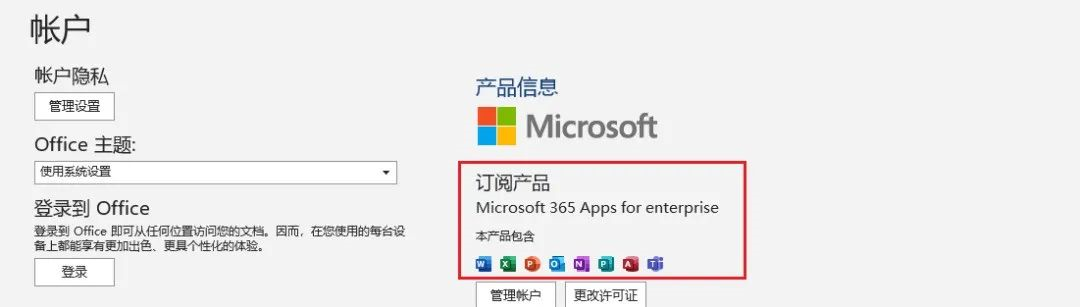 帐户
帐户隐私
管理设置
Office 主题:
使用系统设置
登录到 Office
登录到 Office 即可从任何位置访问您的文档。因而，在您使用的每台设
备上都能享有更加出色、更具个性化的体验。
登录
产品信息
Microsoft
订阅产品
Microsoft 365 Apps for enterprise
本产品包含
管理帐户
更改许可证